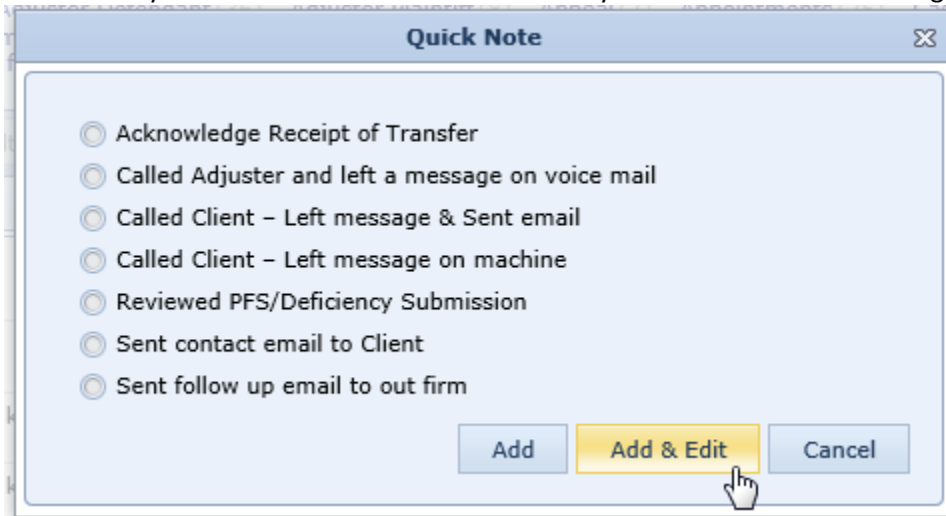 Quick Note
Acknowledge Receipt of Transfer
Called Adjuster and left a message on voice mail
Called Client – Left message & Sent email
Called Client – Left message on machine
Reviewed PFS/Deficiency Submission
Sent contact email to Client
Sent follow up email to out firm
Add Add & Edit Cancel